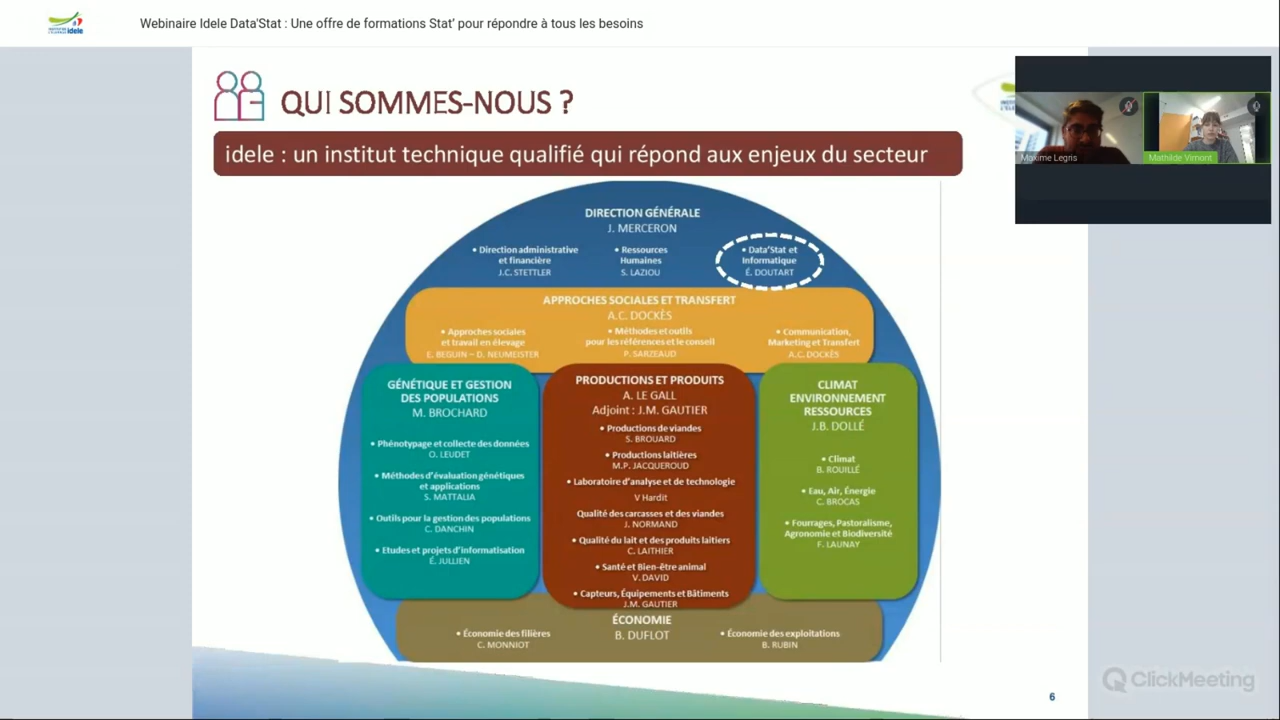 Webinaire Idele Data'Stat : Une offre de formations Stat' pour répondre à tous les besoins
idele
QUI SOMMES-NOUS ?
idele : un institut technique qualifié qui répond aux enjeux du secteur
Maxime Legris
Mathilde Vimont
DIRECTION GÉNÉRALE
J. MERCERON
• Direction administrative
et financière
J.C. STETTLER
• Ressources
Humaines
S. LAZIOU
• Data'Stat et
Informatique
É. DOUTART
APPROCHES SOCIALES ET TRANSFERT
A.C. DOCKÈS
• Approches sociales
et travail en élevage
E. BEGUIN – D. NEUMEISTER
• Méthodes et outils
pour les références et le conseil
P. SARZEAUD
• Communication,
Marketing et Transfert
A.C. DOCKÈS
GÉNÉTIQUE ET GESTION
DES POPULATIONS
M. BROCHARD
• Phénotypage et collecte des données
O. LEUDET
• Méthodes d'évaluation génétiques
et applications
S. MATTALIA
• Outils pour la gestion des populations
C. DANCHIN
• Etudes et projets d'informatisation
É. JULLIEN
PRODUCTIONS ET PRODUITS
A. LE GALL
Adjoint : J.M. GAUTIER
• Productions de viandes
S. BROUARD
• Productions laitières
M.P. JACQUEROUD
• Laboratoire d'analyse et de technologie
V Hardit
Qualité des carcasses et des viandes
J. NORMAND
• Qualité du lait et des produits laitiers
C. LAITHIER
• Santé et Bien-être animal
V. DAVID
• Capteurs, Équipements et Bâtiments
J.M. GAUTIER
CLIMAT
ENVIRONNEMENT
RESSOURCES
J.B. DOLLÉ
• Climat
B. ROUILLÉ
• Eau, Air, Énergie
C. BROCAS
• Fourrages, Pastoralisme,
Agronomie et Biodiversité
F. LAUNAY
ÉCONOMIE
B. DUFLOT
• Économie des filières
C. MONNIOT
• Économie des exploitations
B. RUBIN
6
ClickMeeting